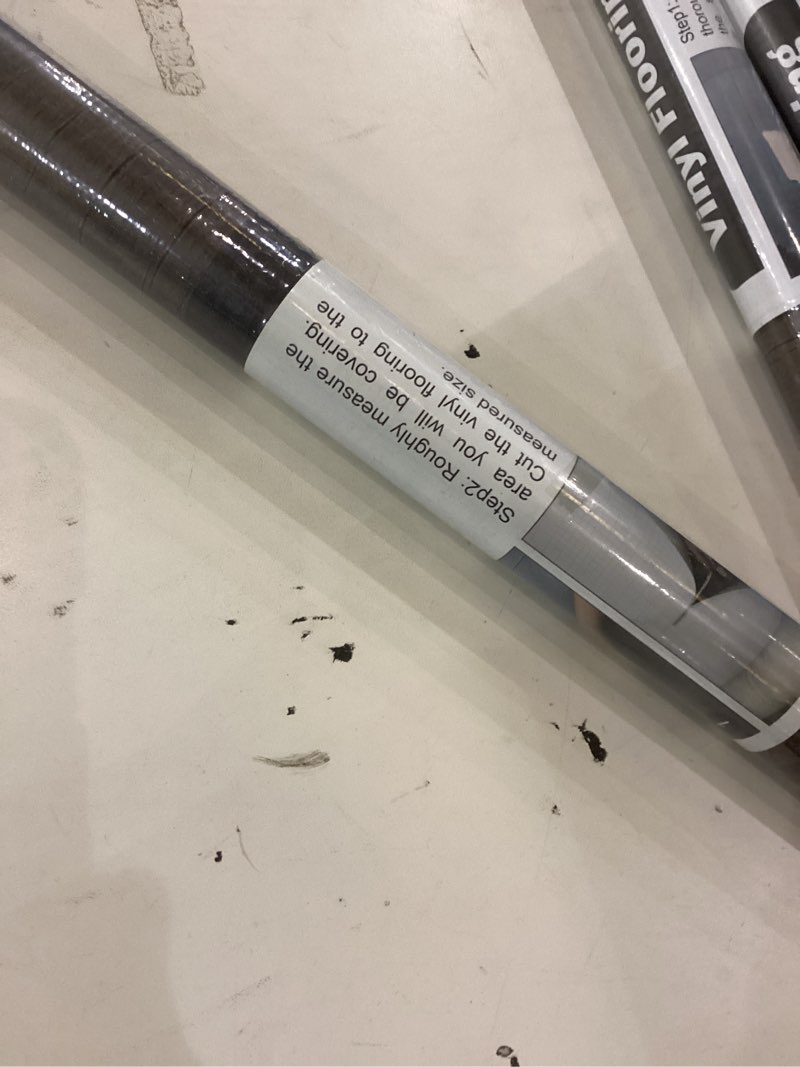 Step2: Roughly measure the
area you will be covering.
Cut the vinyl flooring to the
measured size.
Vinyl
Step1:
the